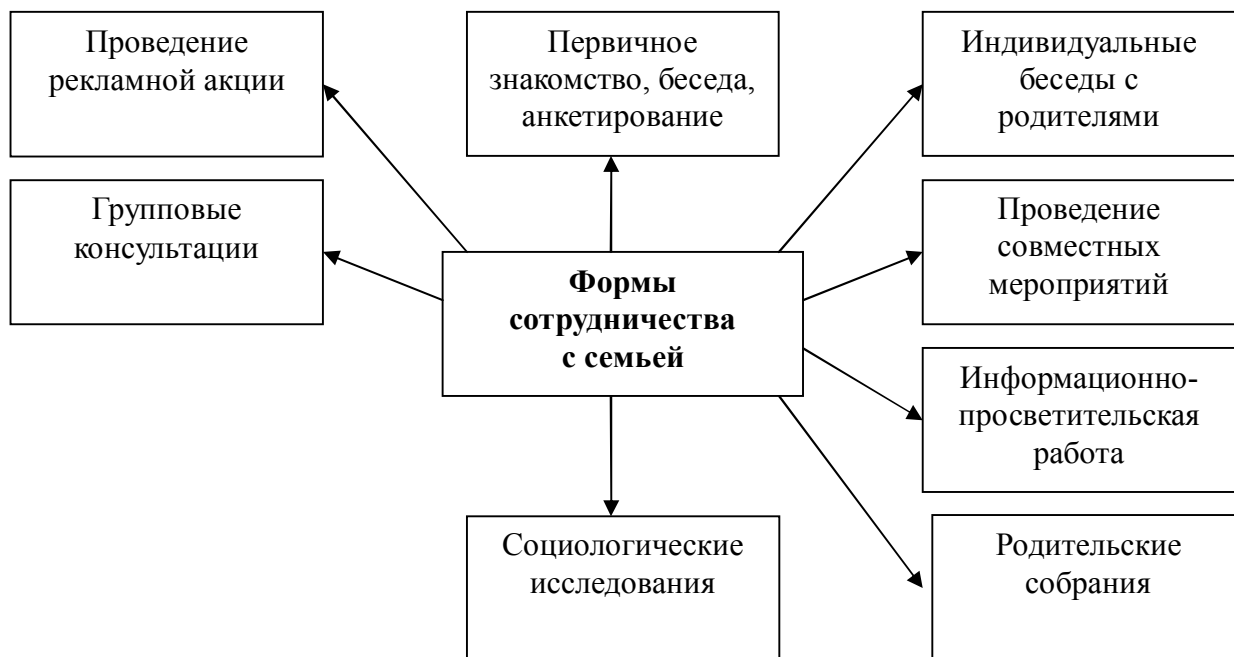 Проведение
рекламной акции
Первичное
знакомство, беседа,
анкетирование
Индивидуальные
беседы с
родителями
Групповые
консультации
Проведение
совместных
мероприятий
Формы
сотрудничества
с семьей
Информационно-
просветительская
работа
Социологические
исследования
Родительские
собрания